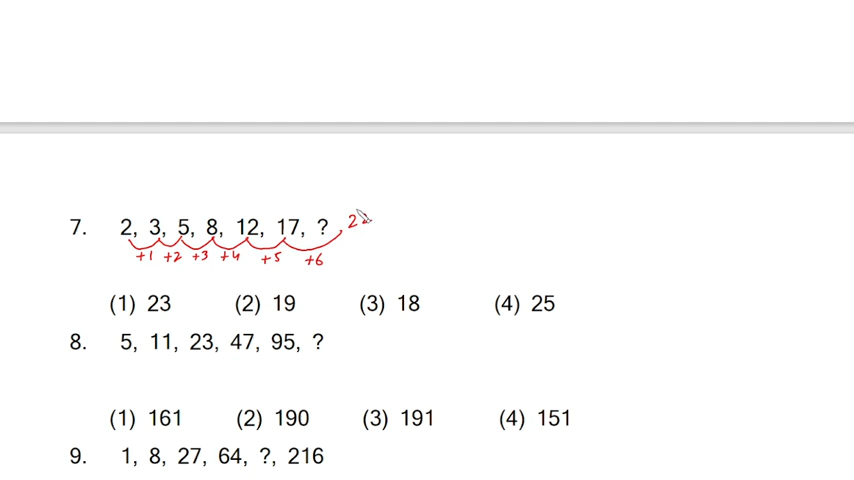 7. 2, 3, 5, 8, 12, 17, ?
+1 +2 +3 +4 +5 +6
(1) 23 (2) 19 (3) 18 (4) 25
8. 5, 11, 23, 47, 95, ?
(1) 161 (2) 190 (3) 191 (4) 151
9. 1, 8, 27, 64, ?, 216